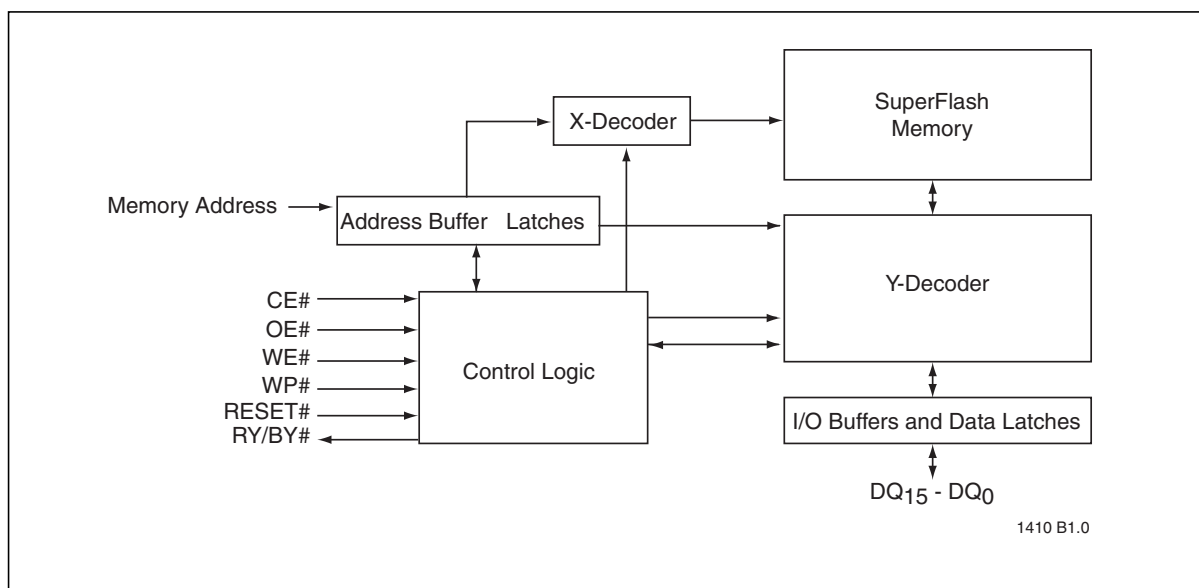 SuperFlash
Memory
X-Decoder
Memory Address
Address Buffer Latches
Y-Decoder
CE#
OE#
WE#
WP#
RESET#
RY/BY#
Control Logic
I/O Buffers and Data Latches
DQ15 - DQ0
1410 B1.0